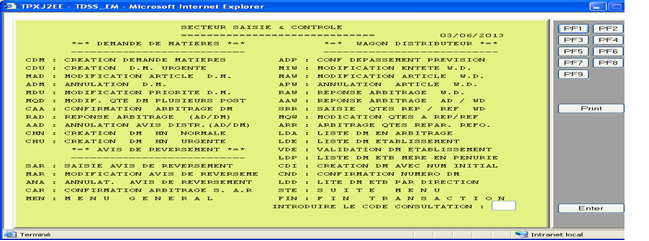 TPXJ2EE - TDSS_EM - Microsoft Internet Explorer
SECTEUR SAISIE & CONTROLE
03/06/2013
*=* DEMANDE DE MATIERES *=*
*=* WAGON DISTRIBUTEUR *=*
CDM : CREATION DEMANDE MATIERES
ADP : CONF DEPASSEMENT PREVISION
CDU : CREATION D.M. URGENTE
MIW : MODIFICATION ENTETE W.D.
MAD : MODIFICATION ARTICLE D.M.
MAW : MODIFICATION ARTICLE W.D.
ADM : ANNULATION D.M.
APW : ANNULATION ARTICLE W.D.
MDU : MODIFICATION PRIORITE D.M.
RAW : REPONSE ARBITRAGE W.D.
MQD : MODIF. QTE DM PLUSIEURS POST
AAW : REPONSE ARBITRAGE AD / WD
CAA : CONFIRMATION ARBITRAGE DM
SRR : SAISIE QTES REP / REF WD
RAD : REPONSE ARBITRAGE (AD/DM)
MQW : MODIFICATION QTES A REP/REF
AAD : ANNULATION AVIS DISTR.(AD/DM)
ARR : ARBITRAGE QTES REPAR. REFO.
CHN : CREATION DM HN NORMALE
LDA : LISTE DM EN ARBITRAGE
CHU : CREATION DM HN URGENTE
LDE : LISTE DM ETABLISSEMENT
*=* AVIS DE REVERSEMENT *=*
VDE : VALIDATION DM ETABLISSEMENT
LDP : LISTE DM ETB MERE EN PENURIE
SAR : SAISIE AVIS DE REVERSEMENT
CDI : CREATION DM AVEC NUM INITIAL
MAR : MODIFICATION AVIS DE REVERSEME
CND : CONFIRMATION NUMERO DM
ANA : ANNULAT. AVIS DE REVERSEMENT
LDD : LITE DM ETB PAR DIRECTION
CAR : CONFIRMATION ARBITRAGE S. A.R
STE : S U I T E M E N U
MEN : M E N U G E N E R A L
FIN : F I N T R A N S A C T I O N
INTRODUIRE LE CODE CONSULTATION :
PF1 PF2
PF3 PF4
PF5 PF6
PF7 PF8
PF9
Print
Enter
Terminé
Intranet local